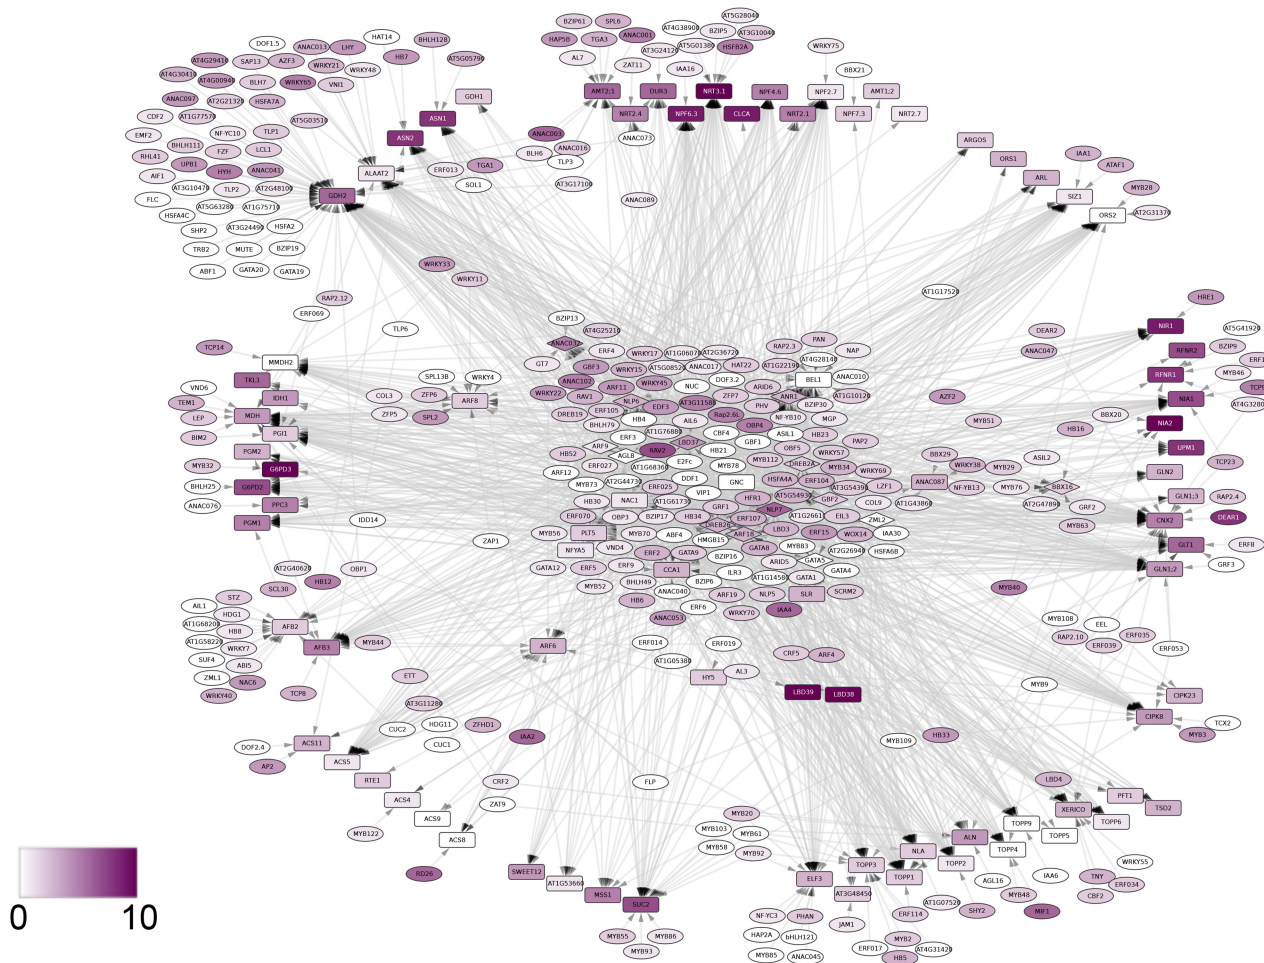 HAT14
DOF1.5
ANAC013
LHY
BHLH128
AT4G29410
SAP13
AZF3
WRKY21
WRKY48
HB7
AT5G05790
AT4G30410
AT4G00940
BLH7
WRKY65
VNI1
ANAC097
AT2G21320
HSFA7A
CDF2
AT1G77570
AT5G03510
EMF2
NF-YC10
TLP1
BHLH111
FZF
LCL1
RHL41
UPB1
HYH
ANAC041
AIF1
AT3G10470
TLP2
AT2G48100
FLC
AT5G63280
AT1G75710
HSFA4C
AT3G24490
HSFA2
SHP2
TRB2
MUTE
BZIP19
ABF1
GATA20
GATA19
GDH1
ASN1
ASN2
ALAAT2
GDH2
ERF013
TGA1
SOL1
BZIP61
SPL6
HAP5B
TGA3
ANAC001
AL7
ZAT11
AT4G38900
AT5G28040
BZIP5
AT3G10040
AT5G01380
AT3G24120
HSFB2A
IAA16
WRKY75
BBX21
AMT2;1
DUR3
NRT3.1
NPF4.6
NPF2.7
AMT1;2
NRT2.4
NPF6.3
CLCA
NRT2.1
NPF7.3
NRT2.7
ANAC003
ANAC016
ANAC073
BLH6
TLP3
AT3G17100
ANAC089
ARGOS
ORS1
ARL
IAA1
ATAF1
SIZ1
MYB28
ORS2
AT2G31370
WRKY33
WRKY11
RAP2.12
ERF069
TLP6
AT1G17520
TCP14
MMDH2
TKL1
VND6
IDH1
TEM1
MDH
LEP
BIM2
PGI1
PGM2
MYB32
G6PD3
BHLH25
G6PD2
ANAC076
PPC3
PGM1
SPL13B
WRKY4
COL3
ZFP6
ZFP5
ARF8
SPL2
BZIP13
AT4G25210
ANAC032
ERF4
GT7
GBF3
WRKY17
AT1G06070
AT2G36720
WRKY15
AT5G08520
ANAC017
HAT22
AT1G22190
RAP2.3
PAN
NAP
AT4G28140
ANAC102
WRKY22
ARF11
WRKY45
NUC
DOF3.2
ARID6
BEL1
ANAC010
RAV1
NLP6
ZFP7
ANR1
AT1G10120
DREB19
ERF105
EDF3
AT3G11580
Rap2.6L
PHV
BZIP30
BHLH79
HB4
AIL6
OBP4
NF-YB10
MGP
ERF3
AT1G76880
CBF4
ASIL1
HB23
ARF9
LBD37
GBF1
OBF5
PAP2
HB52
AGL8
RAV2
HB21
MYB112
WRKY57
ERF027
AT1G68360
E2Fc
DREB2A
MYB34
ARF12
MYB78
WRKY69
AT2G44730
DDF1
GNC
HSFA4A
ERF104
MYB73
ERF025
VIP1
AT3G54390
LZF1
HB30
NAC1
AT1G61730
HFR1
AT5G54930
GBF2
COL9
AT1G43860
ERF070
OBP3
BZIP17
HB34
GRF1
NLP7
AT1G26610
EIL3
MYB56
PLT5
MYB70
ABF4
DREB26
ERF107
LBD3
ERF15
WOX14
ZML2
ARF18
IAA30
NFYA5
VND4
HMGB15
MYB83
ERF2
GATA9
BZIP16
GATA8
AT2G26940
HSFA6B
GATA12
ERF5
ERF9
CCA1
ARID5
GATA5
ILR3
GATA4
MYB52
BHLH49
BZIP6
AT1G14580
GATA1
HB6
ANAC040
ARF19
NLP5
SLR
SCRM2
ERF6
WRKY70
IAA4
ANAC053
DEAR2
ANAC047
HRE1
NIR1
AT5G41920
RFNR2
BZIP9
MYB46
RFNR1
NIA1
AT4G3280
AZF2
MYB51
HB16
BBX20
NIA2
UPM1
ASIL2
BBX29
WRKY38
MYB29
ANAC087
NF-YB13
MYB76
BBX16
AT2G47890
GRF2
MYB63
GLN2
TCP23
GLN1;3
RAP2.4
CNX2
DEAR1
GLT1
ERF8
GRF3
GLN1;2
MYB40
MYB108
EEL
ERF035
RAP2.10
ERF039
ERF053
MYB9
CIPK23
CIPK8
TCX2
MYB3
IDD14
ZAP1
AT2G40620
OBP1
HB12
SCL30
AIL1
STZ
HDG1
AT1G68200
AFB2
HB8
AT1G58220
WRKY7
AFB3
MYB44
SUF4
ABI5
ZML1
NAC6
WRKY40
TCP8
ETT
AT3G11280
ARF6
ERF014
ERF019
AT1G05380
AL3
HY5
CRF5
ARF4
LBD39
LBD38
HDG11
ZFHD1
CUC2
CUC1
IAA2
DOF2.4
ACS11
AP2
ACS5
RTE1
ACS4
CRF2
ZAT9
ACS9
MYB122
ACS8
RD26
FLP
MYB109
HB33
SWEET12
AT1G53660
MSS1
SUC2
MYB55
MYB86
MYB93
MYB20
MYB103
MYB61
MYB58
MYB92
ELF3
NF-YC3
PHAN
HAP2A
bHLH121
MYB85
ANAC045
TOPP3
AT3G48450
JAM1
ERF017
NLA
ALN
TOPP1
TOPP2
AT1G07520
ERF114
MYB2
AT4G31420
HB5
SHY2
AGL16
LBD4
PFT1
XERICO
TSD2
TOPP9
TOPP6
TOPP5
TOPP4
WRKY55
IAA6
TNY
ERF034
CBF2
MYB48
MIF1
0
10